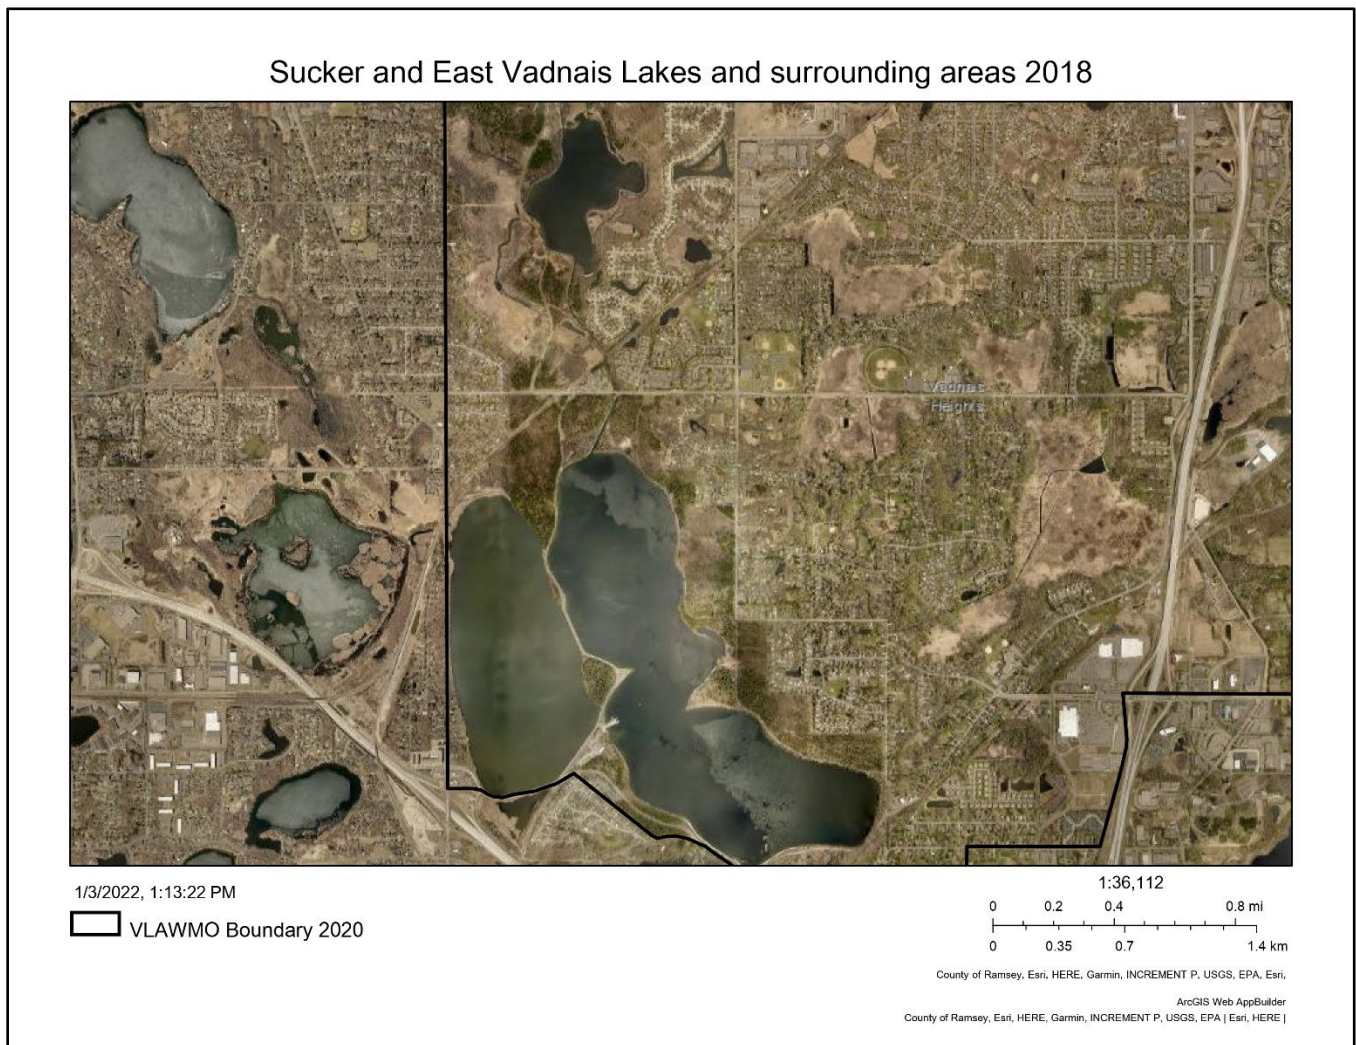 Sucker and East Vadnais Lakes and surrounding areas 2018
Vadnais
Heights
1/3/2022, 1:13:22 PM
VLAWMO Boundary 2020
1:36,112
0 0.2 0.4 0.8 mi
0 0.35 0.7 1.4 km
County of Ramsey, Esri, HERE, Garmin, INCREMENT P, USGS, EPA, Esri,
ArcGIS Web AppBuilder
County of Ramsey, Esri, HERE, Garmin, INCREMENT P, USGS, EPA | Esri, HERE |